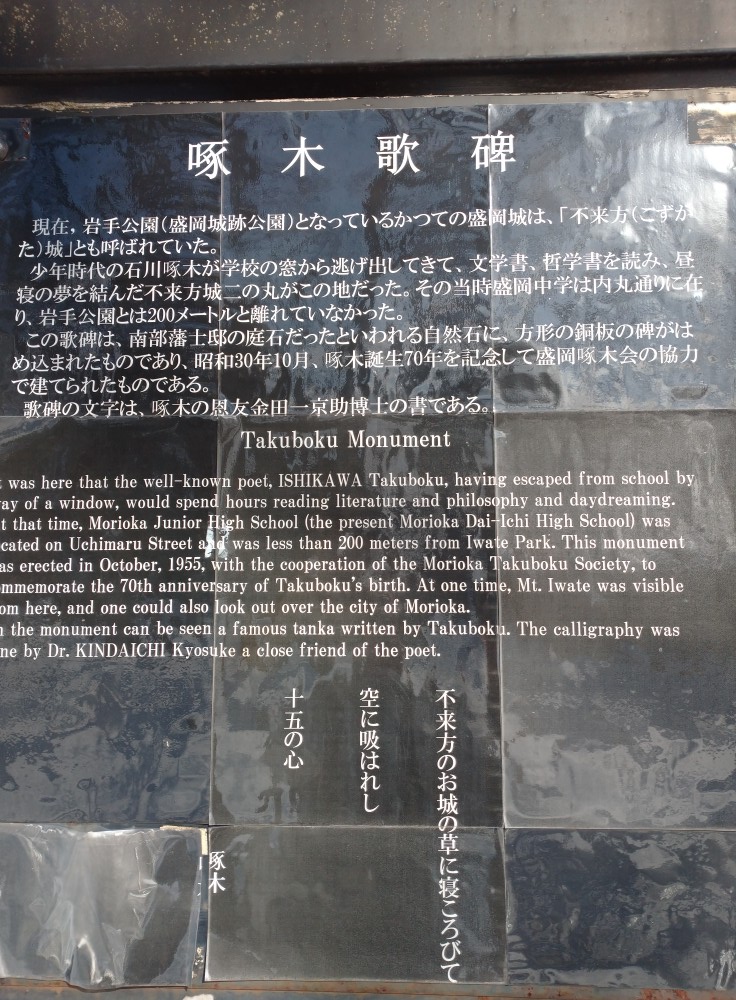 啄木歌碑
現在，岩手公園(盛岡城跡公園)となっているかつての盛岡城は、「不来方(こずか
た)城」とも呼ばれていた。
少年時代の石川啄木が学校の窓から逃げ出してきて、文学書、哲学書を読み、昼
寝の夢を結んだ不来方城二の丸がこの地だった。その当時盛岡中学は内丸通りに在
り、岩手公園とは200メートルと離れていなかった。
この歌碑は、南部藩士邸の庭石だったといわれる自然石に、方形の銅板の碑がは
め込まれたものであり、昭和30年10月、啄木誕生70年を記念して盛岡啄木会の協力
で建てられたものである。
歌碑の文字は、啄木の恩友金田一京助博士の書である。
Takuboku Monument
t was here that the well-known poet, ISHIKAWA Takuboku, having escaped from school by
way of a window, would spend hours reading literature and philosophy and daydreaming.
t that time, Morioka Junior High School (the present Morioka Dai-Ichi High School) was
cated on Uchimaru Street and was less than 200 meters from Iwate Park. This monument
as erected in October, 1955, with the cooperation of the Morioka Takuboku Society, to
ommemorate the 70th anniversary of Takuboku's birth. At one time, Mt. Iwate was visible
om here, and one could also look out over the city of Morioka.
n the monument can be seen a famous tanka written by Takuboku. The calligraphy was
ne by Dr. KINDAICHI Kyosuke a close friend of the poet.
不来方のお城の草に寝ころびて
空に吸はれし
十五の心
啄木